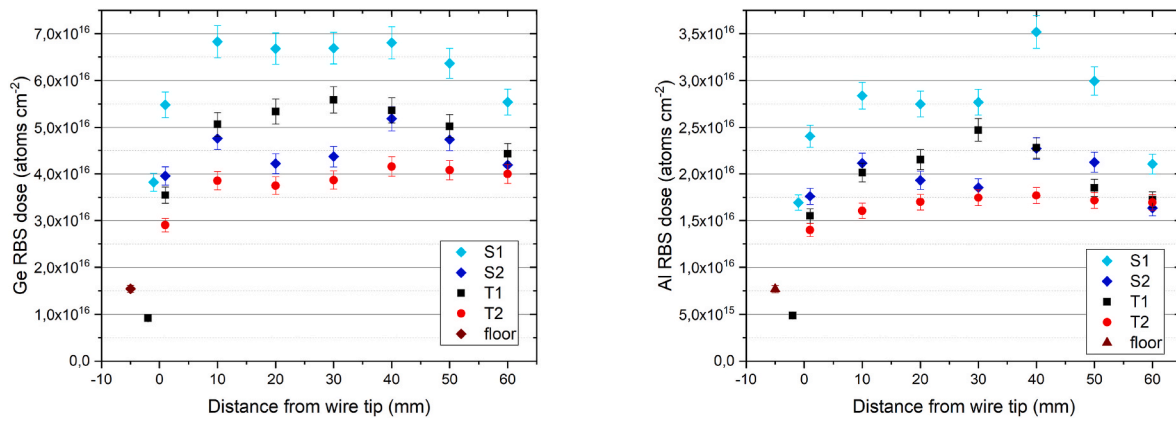 7,0x10^16
6,0x10^16
5,0x10^16
4,0x10^16
3,0x10^16
2,0x10^16
1,0x10^16
0,0
Ge RBS dose (atoms cm^-2)
-10 0 10 20 30 40 50 60
Distance from wire tip (mm)
S1
S2
T1
T2
floor
3,5x10^16
3,0x10^16
2,5x10^16
2,0x10^16
1,5x10^16
1,0x10^16
5,0x10^15
0,0
Al RBS dose (atoms cm^-2)
-10 0 10 20 30 40 50 60
Distance from wire tip (mm)
S1
S2
T1
T2
floor